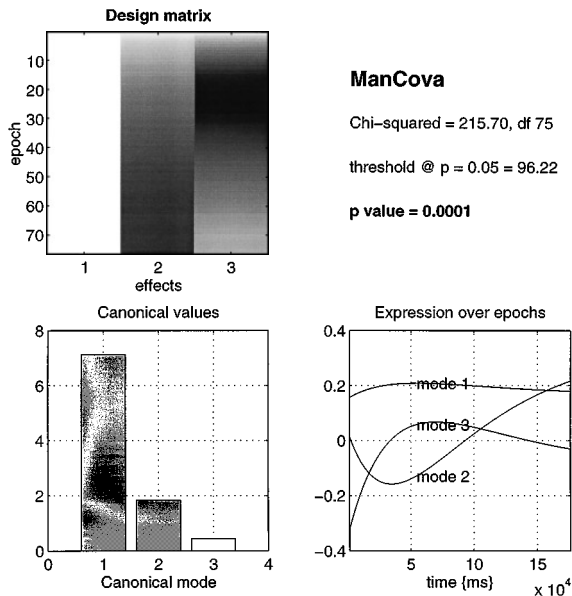 Design matrix
10
20
30
40
50
60
70
epoch
1 2 3
effects
ManCova
Chi-squared = 215.70, df 75
threshold @ p = 0.05 = 96.22
p value = 0.0001
Canonical values
8
6
4
2
0
0 1 2 3 4
Canonical mode
Expression over epochs
0.4
0.2
0
-0.2
-0.4
mode 1
mode 3
mode 2
5 10 15
time {ms}
x 10^4